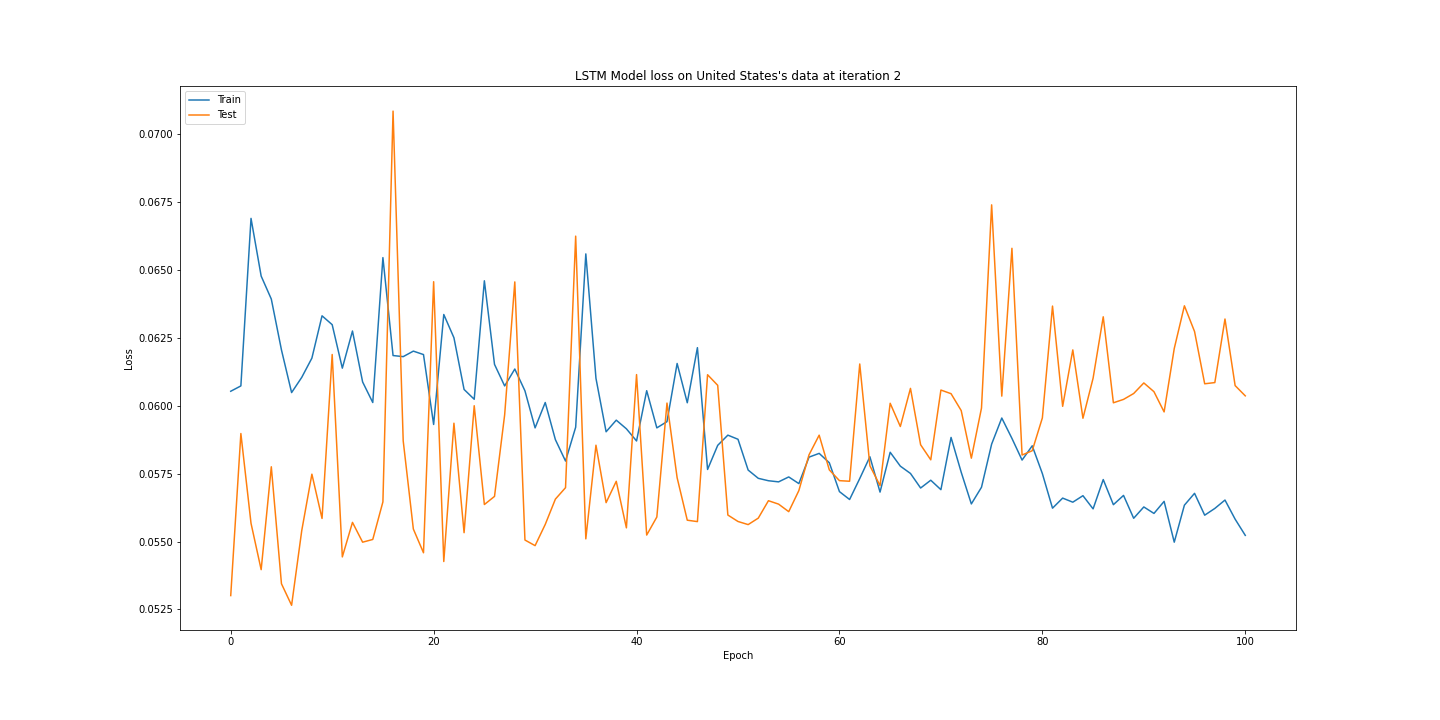 LSTM Model loss on United States's data at iteration 2
Train
Test
0.0700
0.0675
0.0650
0.0625
0.0600
0.0575
0.0550
0.0525
Loss
0 20 40 60 80 100
Epoch